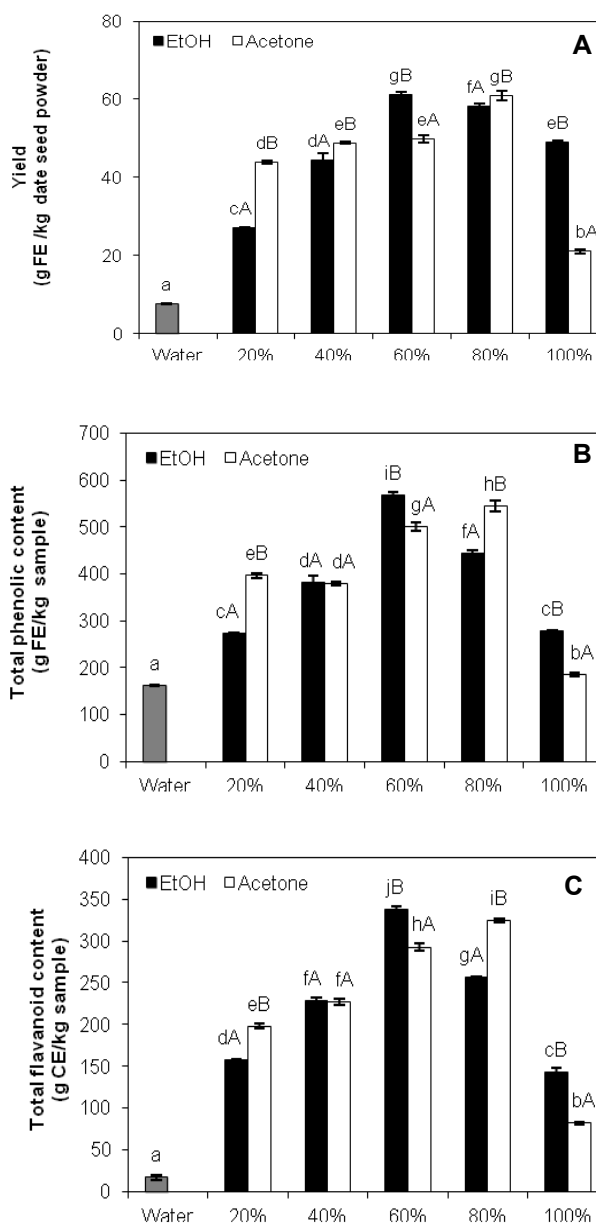 80
EtOH Acetone
A
60
40
20
0
Yield
(g FE /kg date seed powder)
a
cA
dB
dA
eB
gB
eA
fA
gB
eB
bA
Water 20% 40% 60% 80% 100%
700
EtOH Acetone
B
600
500
400
300
200
100
0
Total phenolic content
(g FE/kg sample)
a
cA
eB
dA
dA
iB
gA
fA
hB
cB
bA
Water 20% 40% 60% 80% 100%
400
EtOH Acetone
C
350
300
250
200
150
100
50
0
Total flavanoid content
(g CE/kg sample)
a
dA
eB
fA
fA
jB
hA
gA
iB
cB
bA
Water 20% 40% 60% 80% 100%